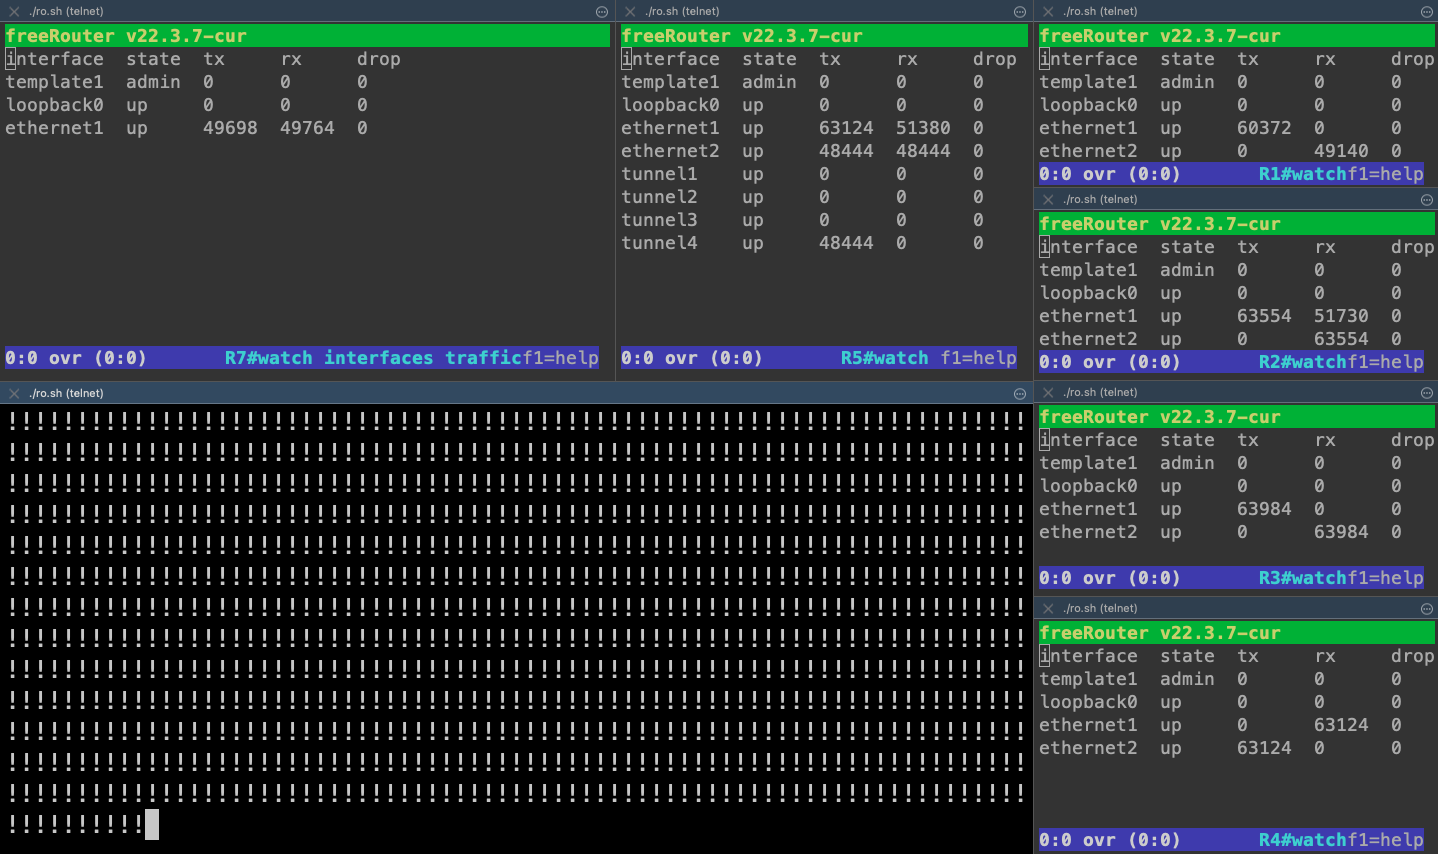 ./ro.sh (telnet)
freeRouter v22.3.7-cur
interface state tx rx drop
template1 admin 0 0 0
loopback0 up 0 0 0
ethernet1 up 49698 49764 0
0:0 ovr (0:0) R7#watch interfaces trafficf1=help
./ro.sh (telnet)
freeRouter v22.3.7-cur
interface state tx rx drop
template1 admin 0 0 0
loopback0 up 0 0 0
ethernet1 up 63124 51380 0
ethernet2 up 48444 48444 0
tunnel1 up 0 0 0
tunnel2 up 0 0 0
tunnel3 up 0 0 0
tunnel4 up 48444 0 0
0:0 ovr (0:0) R5#watch f1=help
./ro.sh (telnet)
freeRouter v22.3.7-cur
interface state tx rx drop
template1 admin 0 0 0
loopback0 up 0 0 0
ethernet1 up 60372 0 0
ethernet2 up 0 49140 0
0:0 ovr (0:0) R1#watchf1=help
./ro.sh (telnet)
freeRouter v22.3.7-cur
interface state tx rx drop
template1 admin 0 0 0
loopback0 up 0 0 0
ethernet1 up 63554 51730 0
ethernet2 up 0 63554 0
0:0 ovr (0:0) R2#watchf1=help
./ro.sh (telnet)
!!!!!!!!!!!!!!!!!!!!!!!!!!!!!!!!!!!!!!!!!!!!!!!!!!!!!!!!!!!!!!!!!!!!!!!!!
!!!!!!!!!!!!!!!!!!!!!!!!!!!!!!!!!!!!!!!!!!!!!!!!!!!!!!!!!!!!!!!!!!!!!!!!!
!!!!!!!!!!!!!!!!!!!!!!!!!!!!!!!!!!!!!!!!!!!!!!!!!!!!!!!!!!!!!!!!!!!!!!!!!
!!!!!!!!!!!!!!!!!!!!!!!!!!!!!!!!!!!!!!!!!!!!!!!!!!!!!!!!!!!!!!!!!!!!!!!!!
!!!!!!!!!!!!!!!!!!!!!!!!!!!!!!!!!!!!!!!!!!!!!!!!!!!!!!!!!!!!!!!!!!!!!!!!!
!!!!!!!!!!!!!!!!!!!!!!!!!!!!!!!!!!!!!!!!!!!!!!!!!!!!!!!!!!!!!!!!!!!!!!!!!
!!!!!!!!!!!!!!!!!!!!!!!!!!!!!!!!!!!!!!!!!!!!!!!!!!!!!!!!!!!!!!!!!!!!!!!!!
!!!!!!!!!!!!!!!!!!!!!!!!!!!!!!!!!!!!!!!!!!!!!!!!!!!!!!!!!!!!!!!!!!!!!!!!!
!!!!!!!!!!!!!!!!!!!!!!!!!!!!!!!!!!!!!!!!!!!!!!!!!!!!!!!!!!!!!!!!!!!!!!!!!
!!!!!!!!!!!!!!!!!!!!!!!!!!!!!!!!!!!!!!!!!!!!!!!!!!!!!!!!!!!!!!!!!!!!!!!!!
!!!!!!!!!!!!!!!!!!!!!!!!!!!!!!!!!!!!!!!!!!!!!!!!!!!!!!!!!!!!!!!!!!!!!!!!!
!!!!!!!!!!!!!!!!!!!!!!!!!!!!!!!!!!!!!!!!!!!!!!!!!!!!!!!!!!!!!!!!!!!!!!!!!
!!!!!!!!!!!!!!!!!!!!!!!!!!!!!!!!!!!!!!!!!!!!!!!!!!!!!!!!!!!!!!!!!!!!!!!!!
!!!!!!!!!!
./ro.sh (telnet)
freeRouter v22.3.7-cur
interface state tx rx drop
template1 admin 0 0 0
loopback0 up 0 0 0
ethernet1 up 63984 0 0
ethernet2 up 0 63984 0
0:0 ovr (0:0) R3#watchf1=help
./ro.sh (telnet)
freeRouter v22.3.7-cur
interface state tx rx drop
template1 admin 0 0 0
loopback0 up 0 0 0
ethernet1 up 0 63124 0
ethernet2 up 63124 0 0
0:0 ovr (0:0) R4#watchf1=help